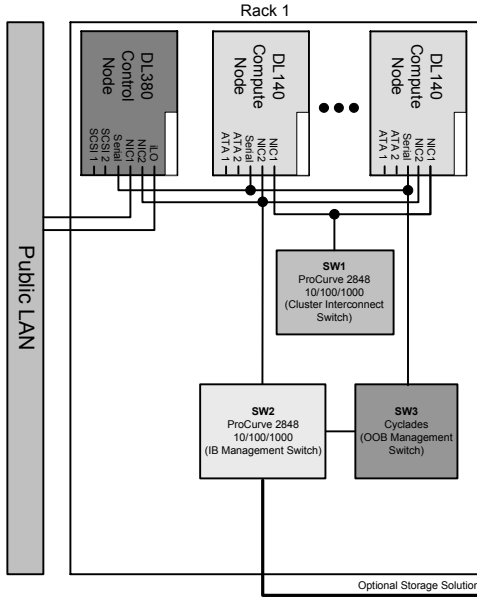 Rack 1
DL380
Control
Node
iLO
NIC2
NIC1
Serial
SCSI 2
SCSI 1
DL140
Compute
Node
NIC1
NIC2
Serial
ATA 2
ATA 1
DL140
Compute
Node
NIC1
NIC2
Serial
ATA 2
ATA 1
Public LAN
SW1
ProCurve 2848
10/100/1000
(Cluster Interconnect
Switch)
SW2
ProCurve 2848
10/100/1000
(IB Management Switch)
SW3
Cyclades
(OOB Management
Switch)
Optional Storage Solution